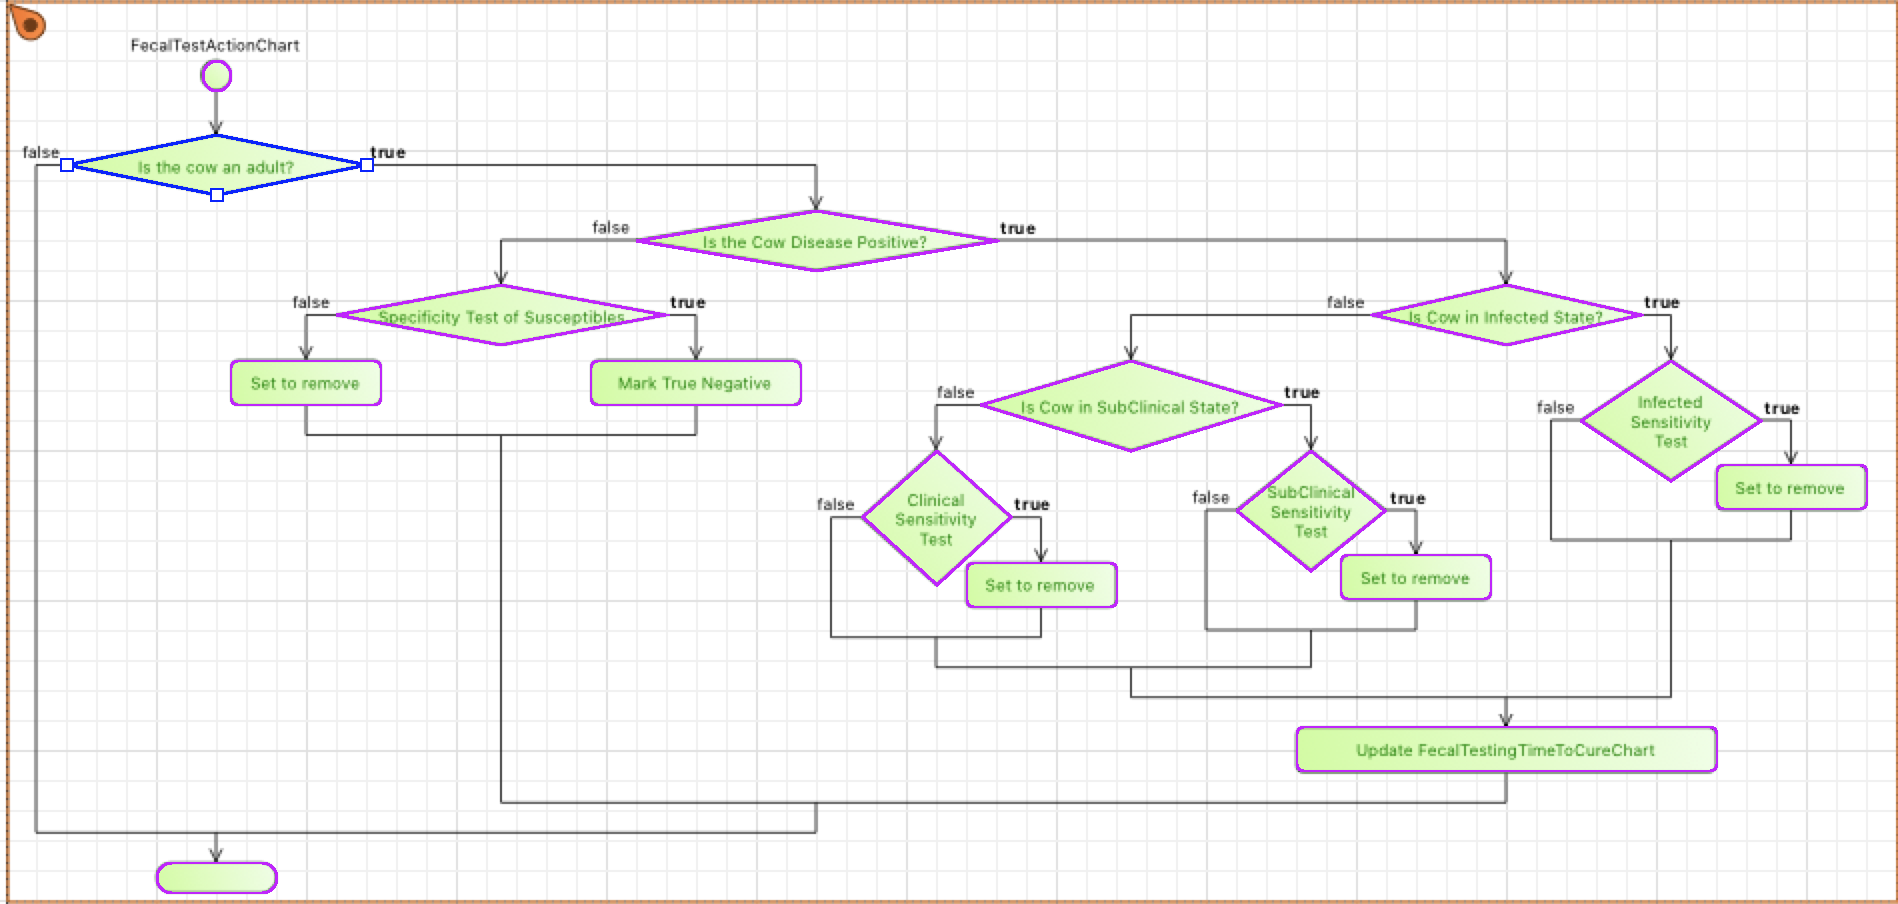 FecalTestActionChart
false
true
Is the cow an adult?
false
true
Is the Cow Disease Positive?
false
true
Specificity Test of Susceptibles
false
true
Is Cow in Infected State?
Set to remove
Mark True Negative
false
true
Is Cow in SubClinical State?
false
true
Infected
Sensitivity
Test
Set to remove
false
true
Clinical
Sensitivity
Test
false
true
SubClinical
Sensitivity
Test
Set to remove
Set to remove
Update FecalTestingTimeToCureChart